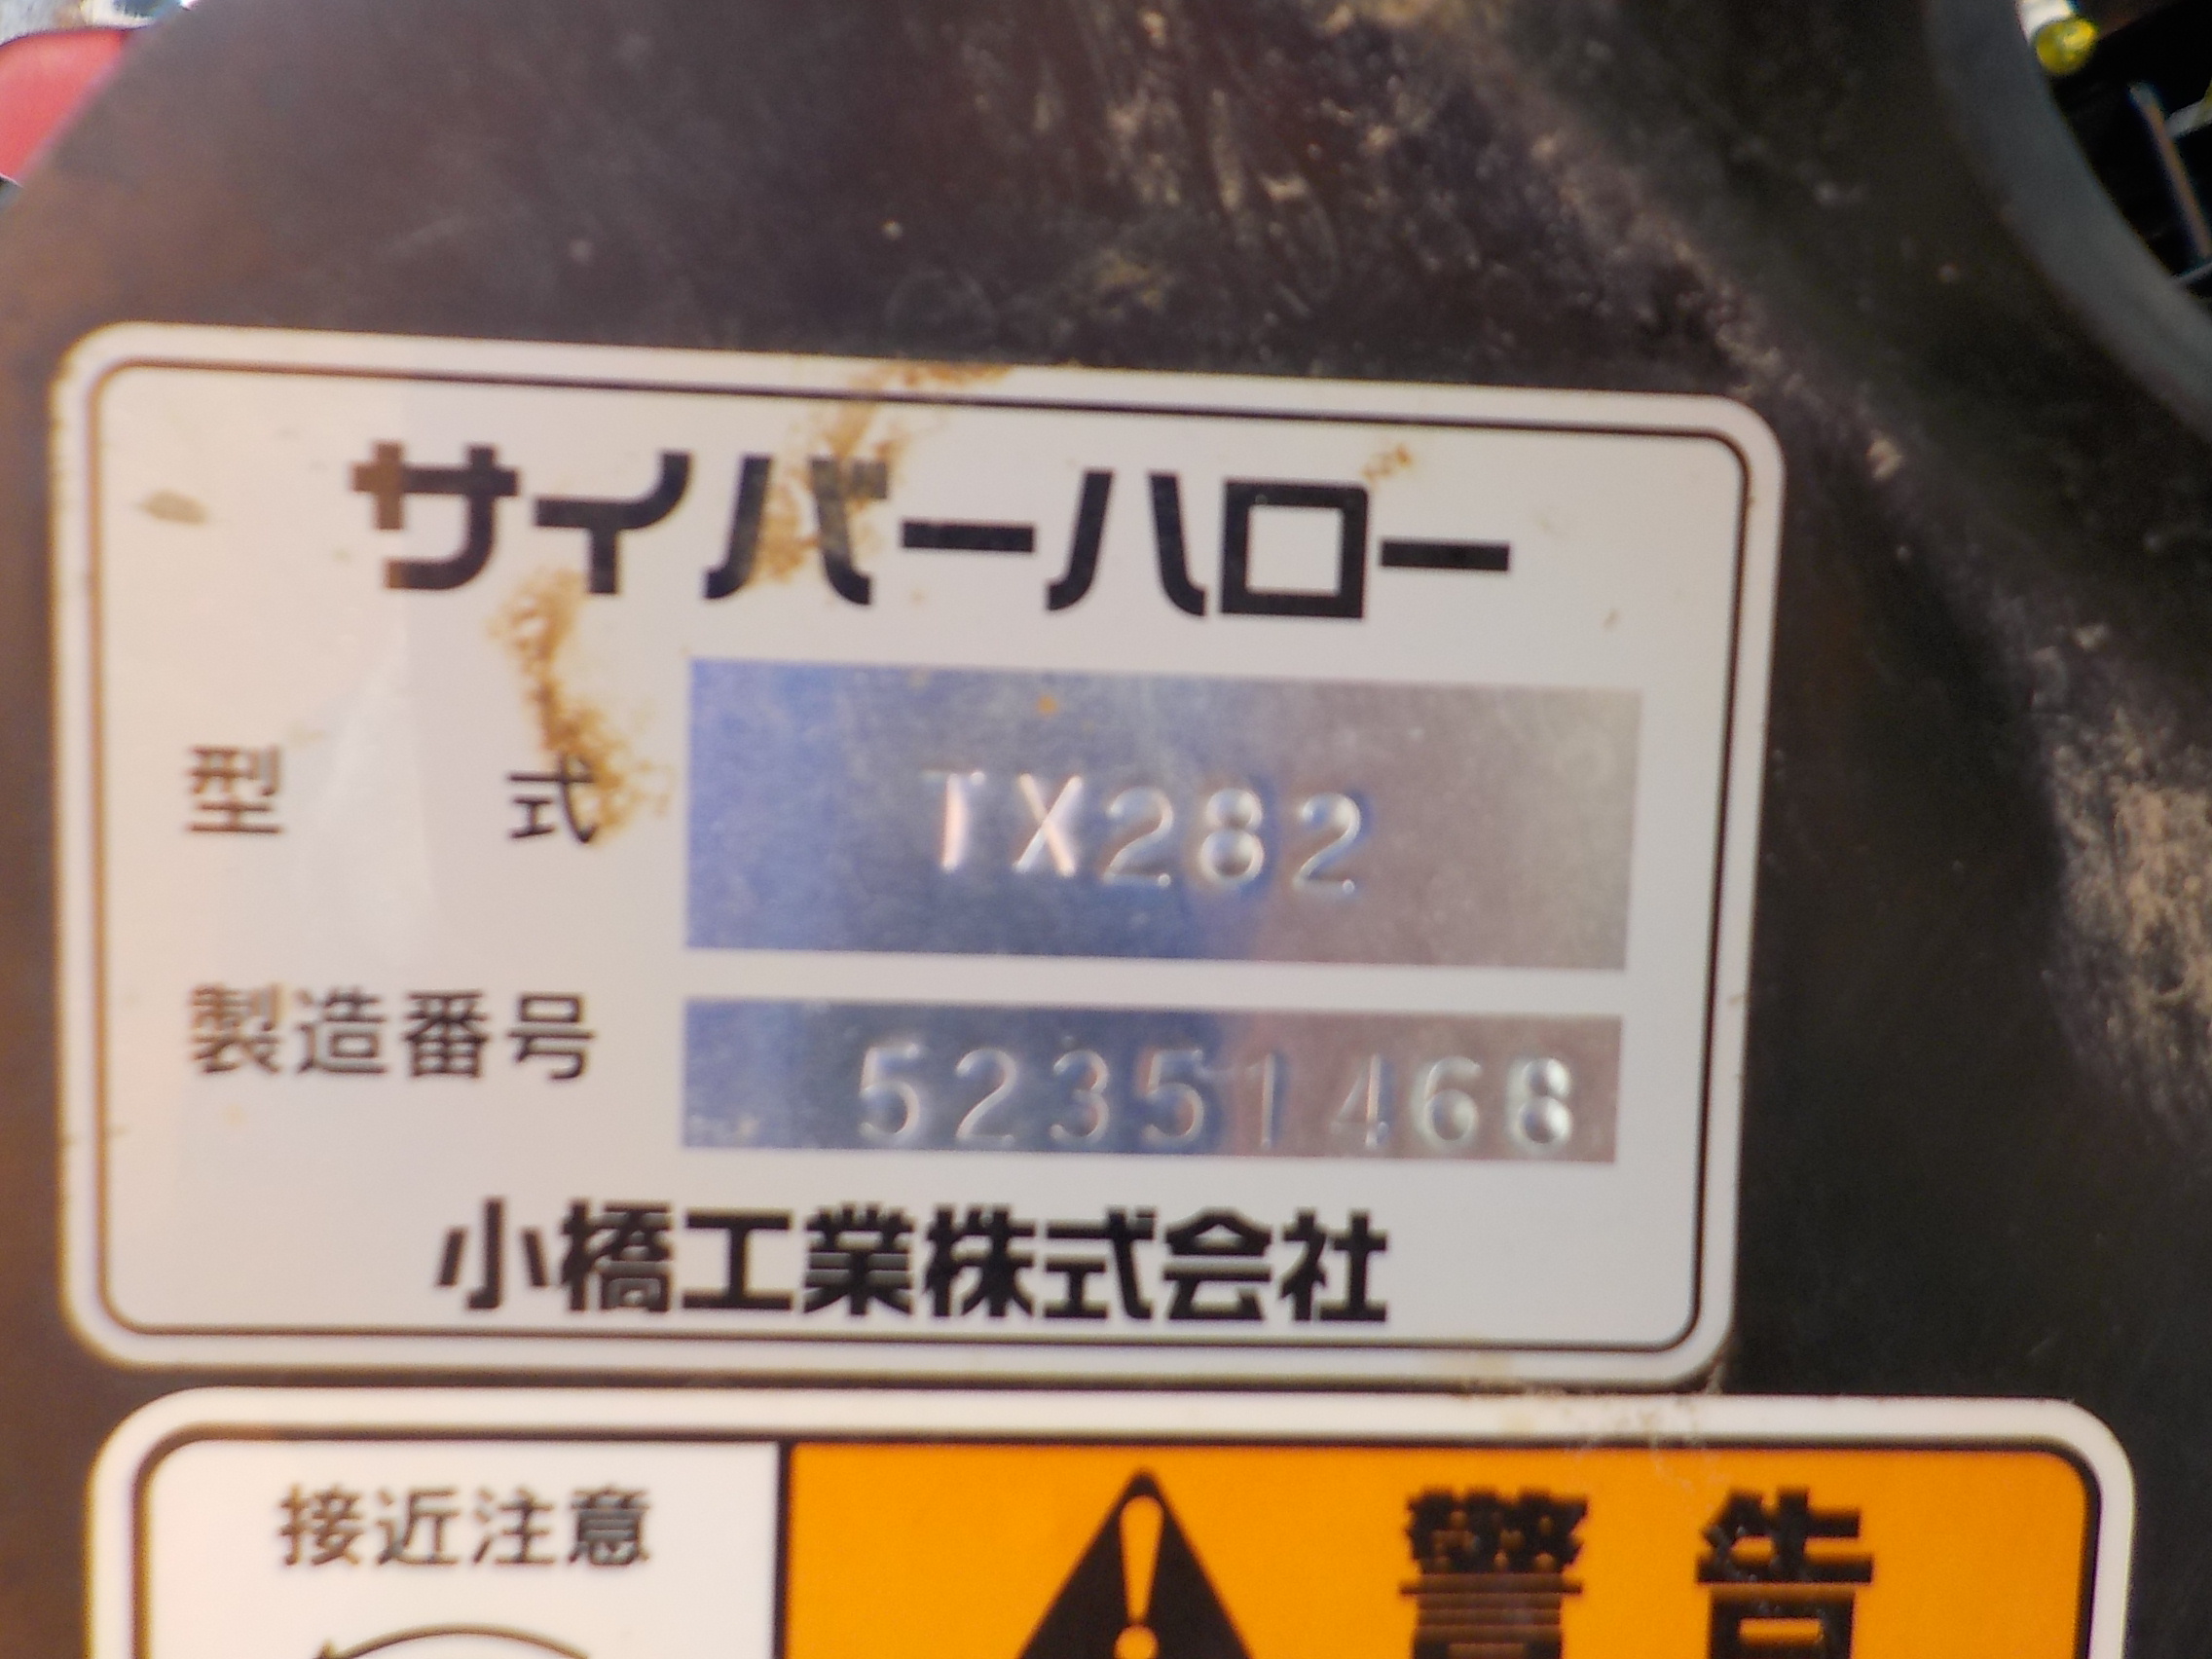 サイバーハロー
型式 TX282
製造番号 52351468
小橋工業株式会社
接近注意
警告